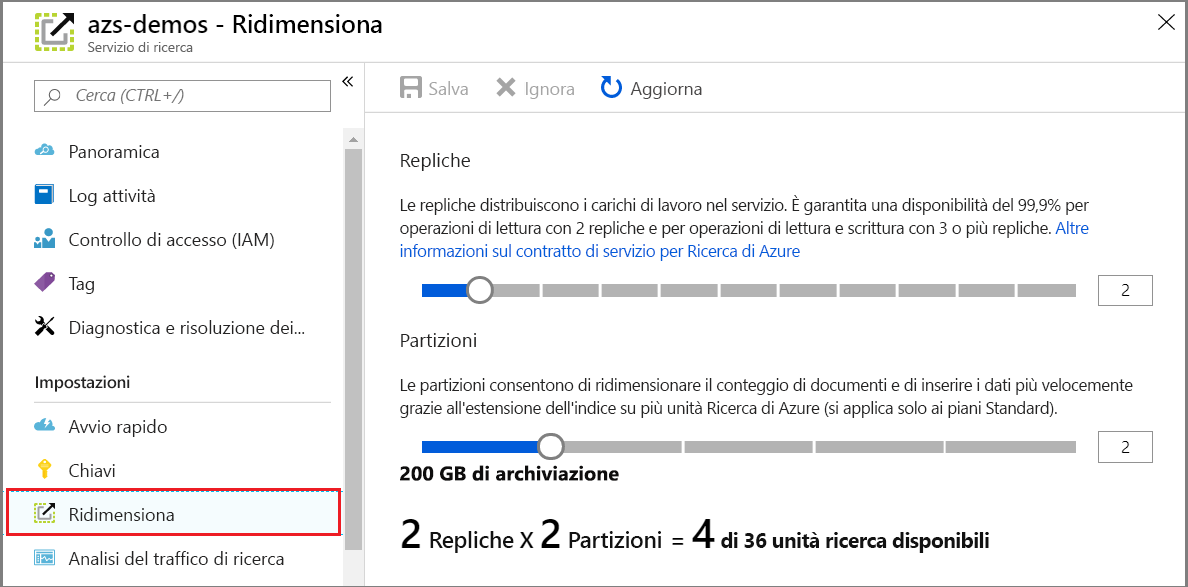 azs-demos - Ridimensiona
Servizio di ricerca
Cerca (CTRL+/)
Panoramica
Log attività
Controllo di accesso (IAM)
Tag
Diagnostica e risoluzione dei...
Impostazioni
Avvio rapido
Chiavi
Ridimensiona
Analisi del traffico di ricerca
Salva
Ignora
Aggiorna
Repliche
Le repliche distribuiscono i carichi di lavoro nel servizio. È garantita una disponibilità del 99,9% per
operazioni di lettura con 2 repliche e per operazioni di lettura e scrittura con 3 o più repliche. Altre
informazioni sul contratto di servizio per Ricerca di Azure
2
Partizioni
Le partizioni consentono di ridimensionare il conteggio di documenti e di inserire i dati più velocemente
grazie all'estensione dell'indice su più unità Ricerca di Azure (si applica solo ai piani Standard).
2
200 GB di archiviazione
2 Repliche X 2 Partizioni = 4 di 36 unità ricerca disponibili